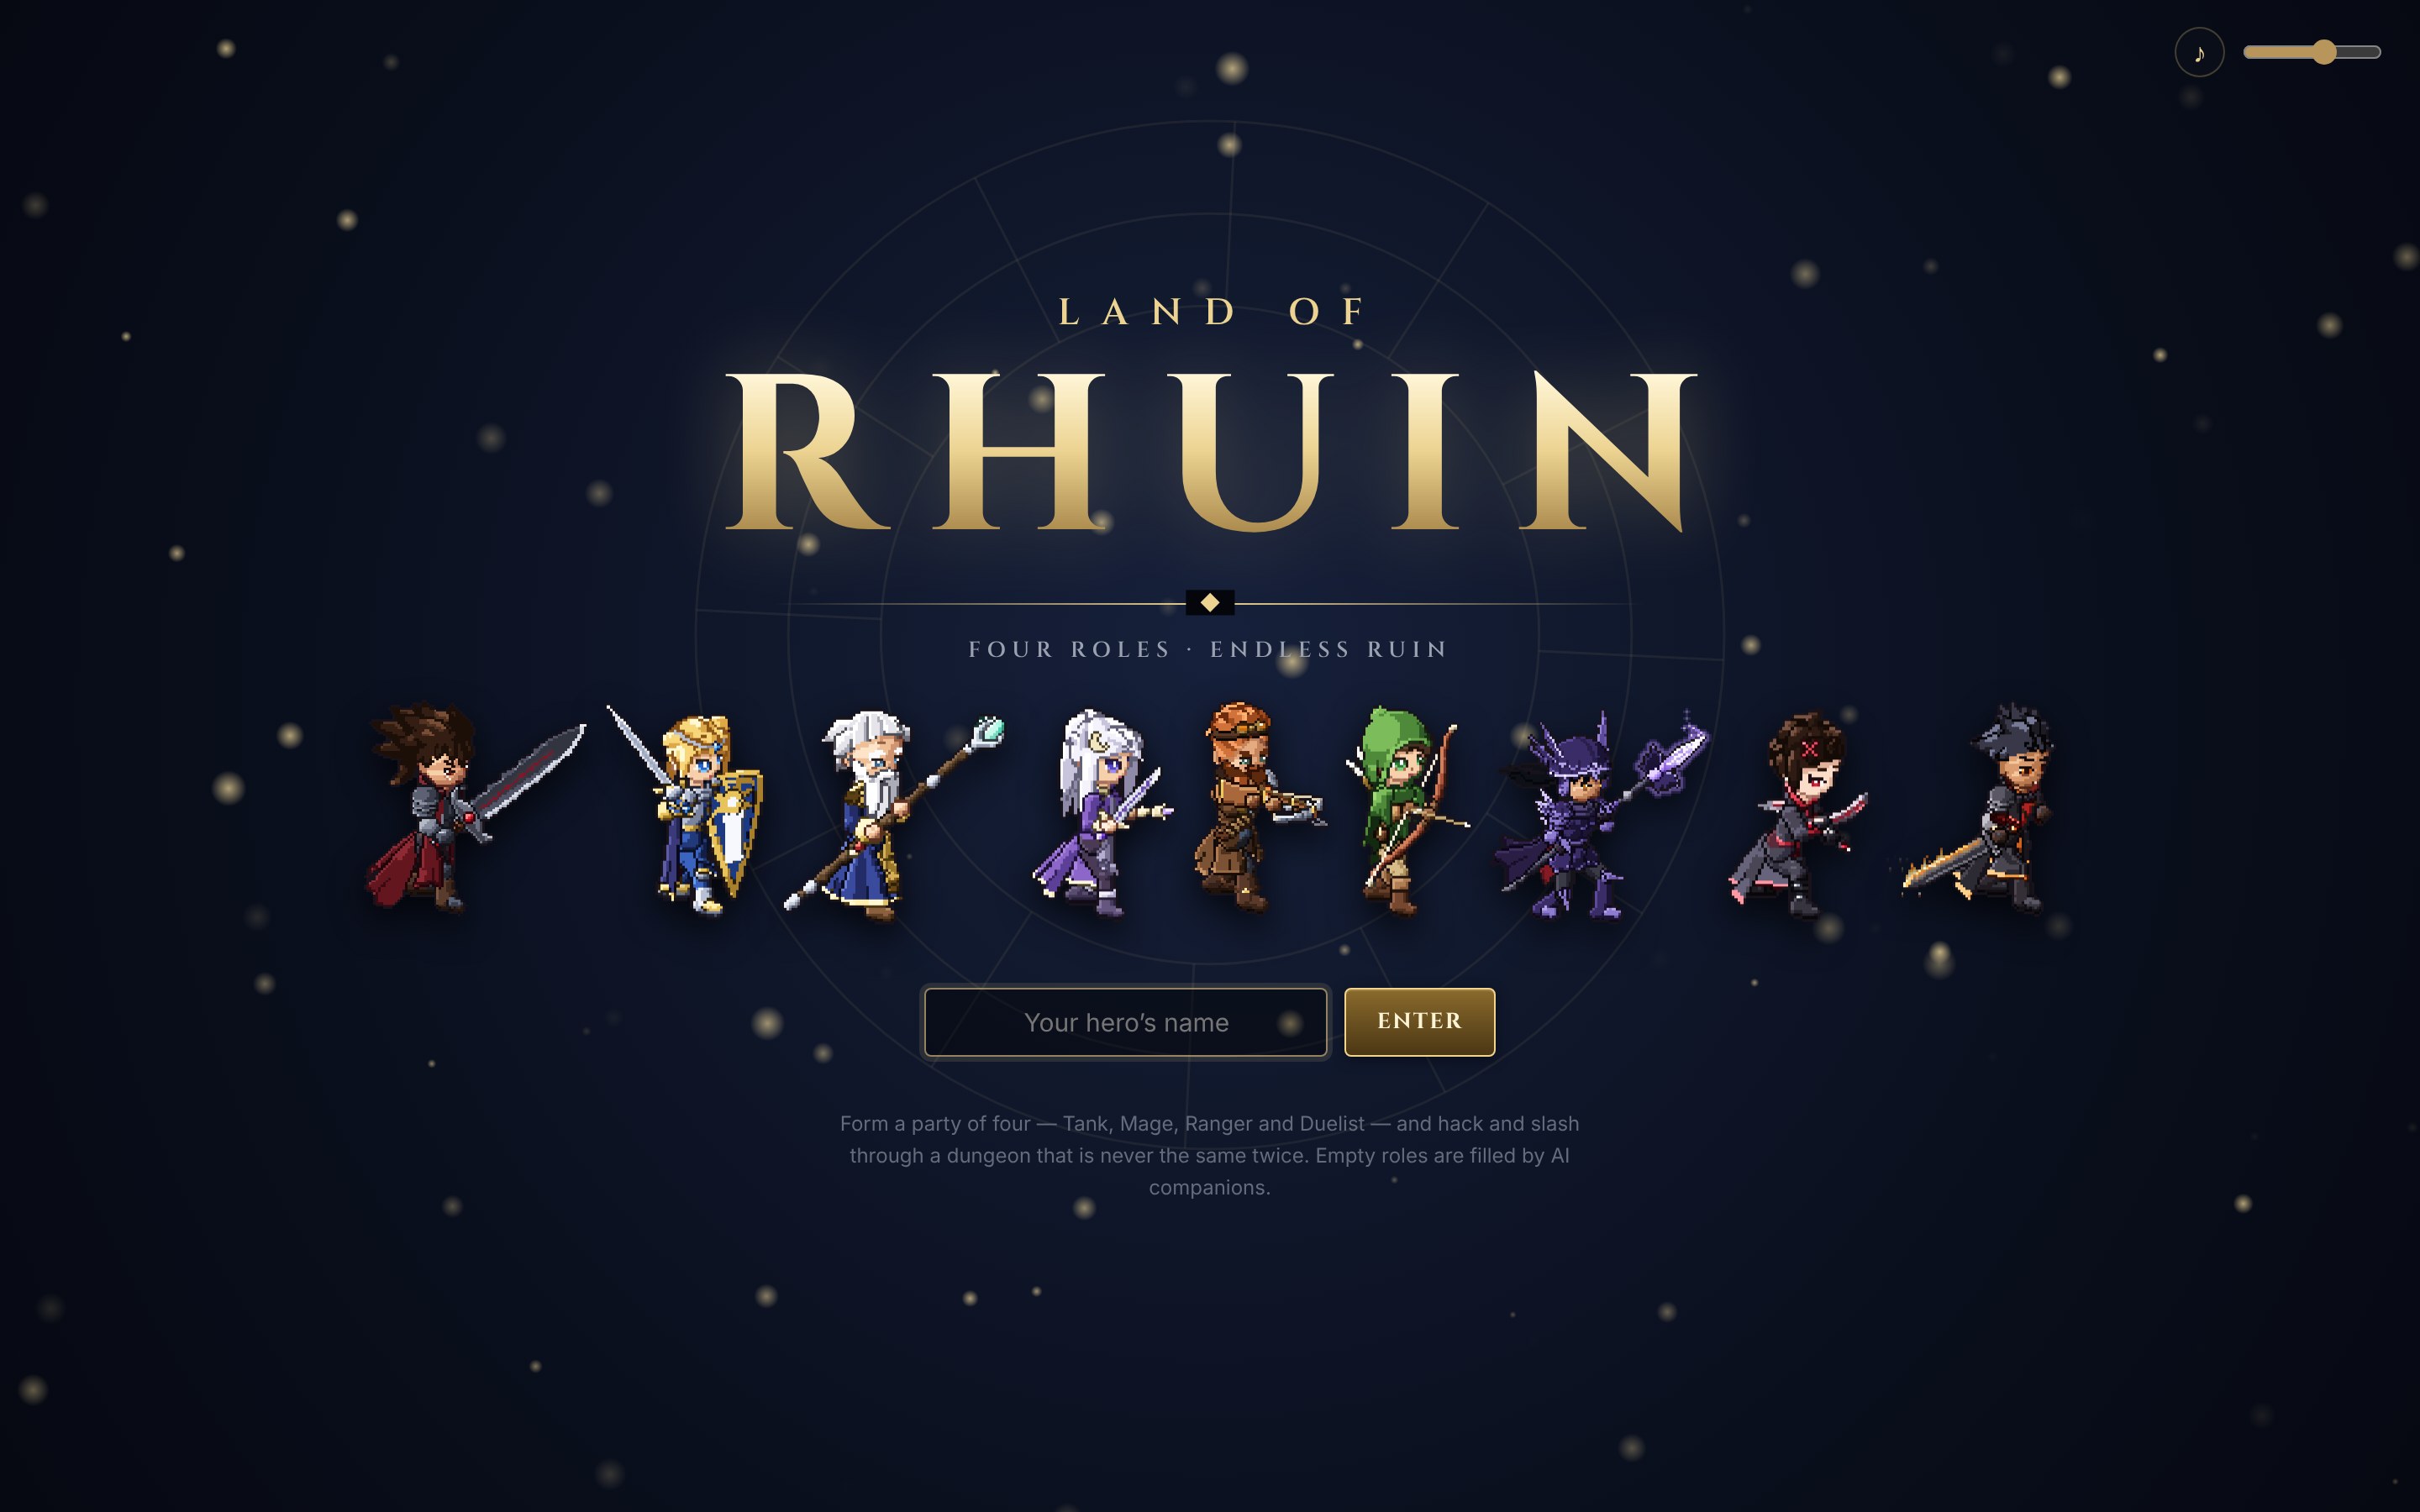 LAND OF
RHUIN
FOUR ROLES · ENDLESS RUIN
Your hero’s name
ENTER
Form a party of four — Tank, Mage, Ranger and Duelist — and hack and slash
through a dungeon that is never the same twice. Empty roles are filled by AI
companions.